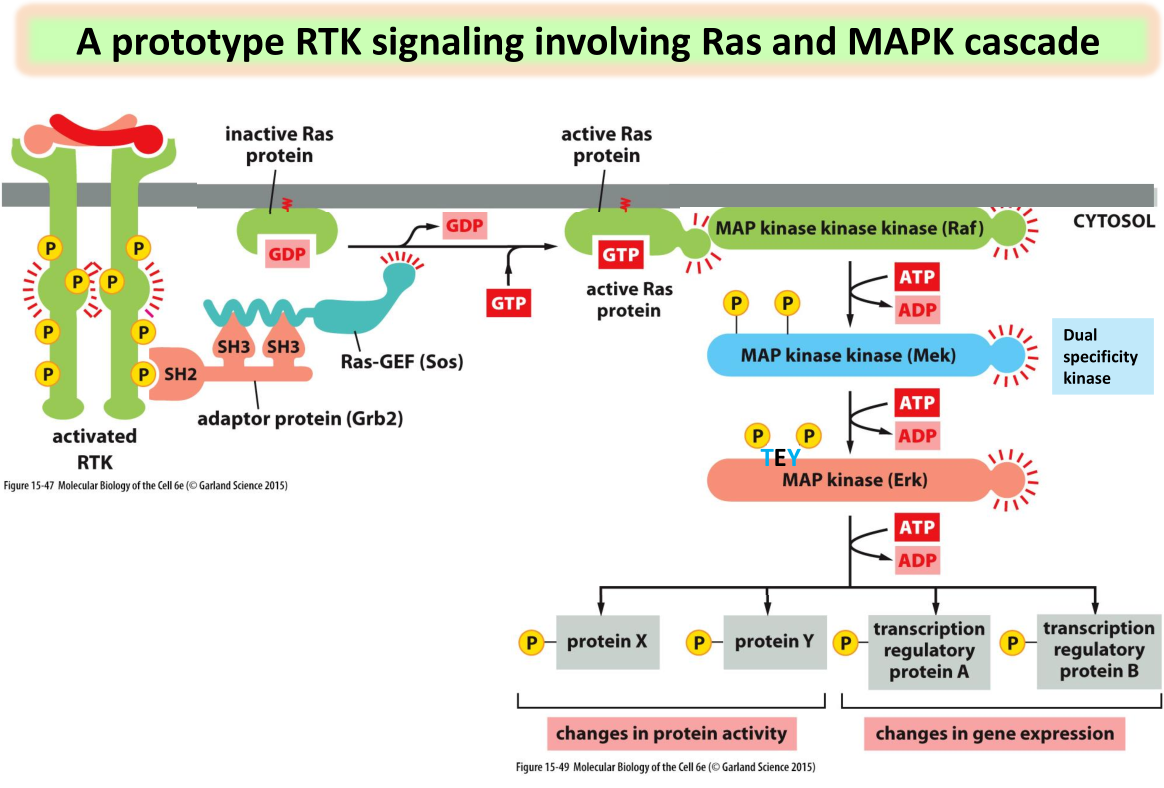 A prototype RTK signaling involving Ras and MAPK cascade
inactive Ras
protein
active Ras
protein
CYTOSOL
GDP
GDP
GTP
GTP
active Ras
protein
MAP kinase kinase kinase (Raf)
ATP
ADP
P
P
P
P
P
P
P
P
SH2
SH3
SH3
Ras-GEF (Sos)
adaptor protein (Grb2)
activated
RTK
Figure 15-47 Molecular Biology of the Cell 6e (© Garland Science 2015)
P
P
MAP kinase kinase (Mek)
Dual
specificity
kinase
ATP
ADP
P
P
TEY
MAP kinase (Erk)
ATP
ADP
P
protein X
P
protein Y
P
transcription
regulatory
protein A
P
transcription
regulatory
protein B
changes in protein activity
changes in gene expression
Figure 15-49 Molecular Biology of the Cell 6e (© Garland Science 2015)